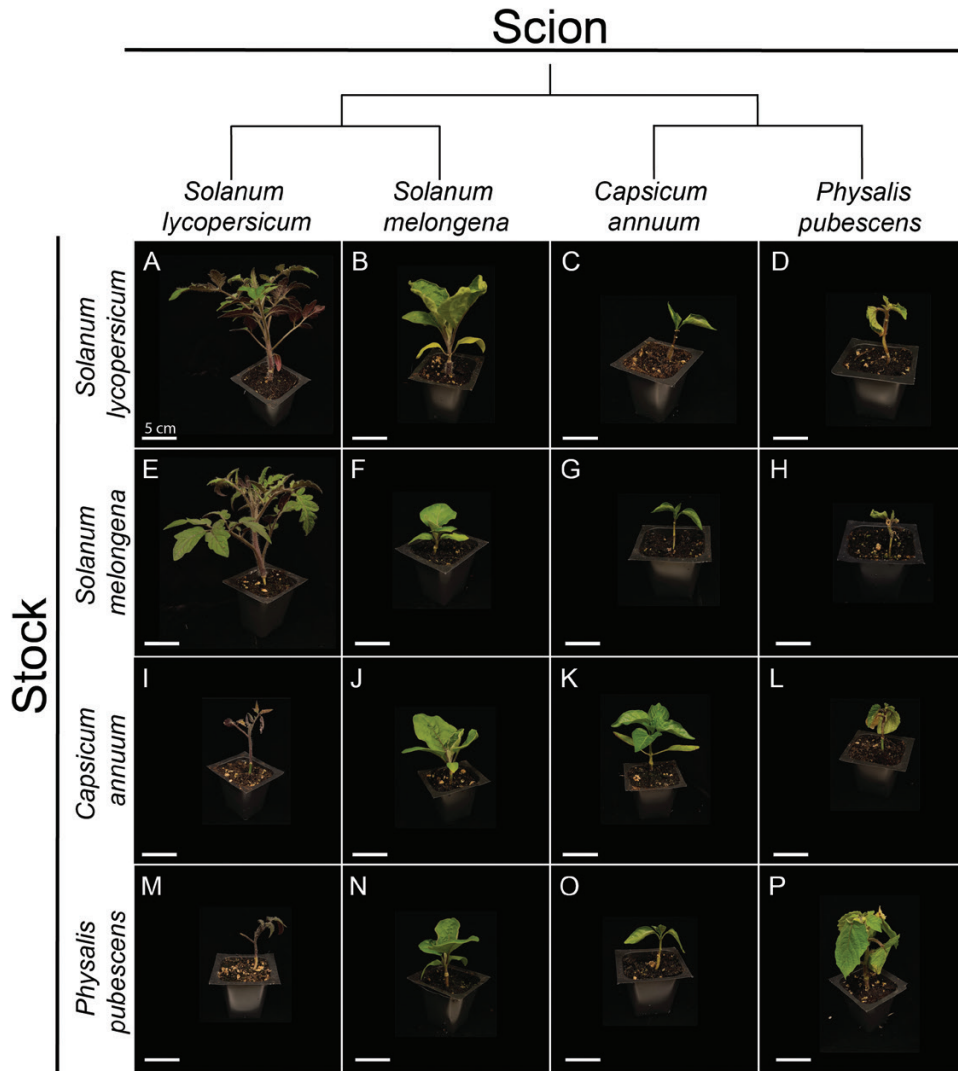 Scion
Solanum
lycopersicum
Solanum
melongena
Capsicum
annuum
Physalis
pubescens
Stock
Solanum
lycopersicum
A
5 cm
B
C
D
Solanum
melongena
E
F
G
H
Capsicum
annuum
I
J
K
L
Physalis
pubescens
M
N
O
P